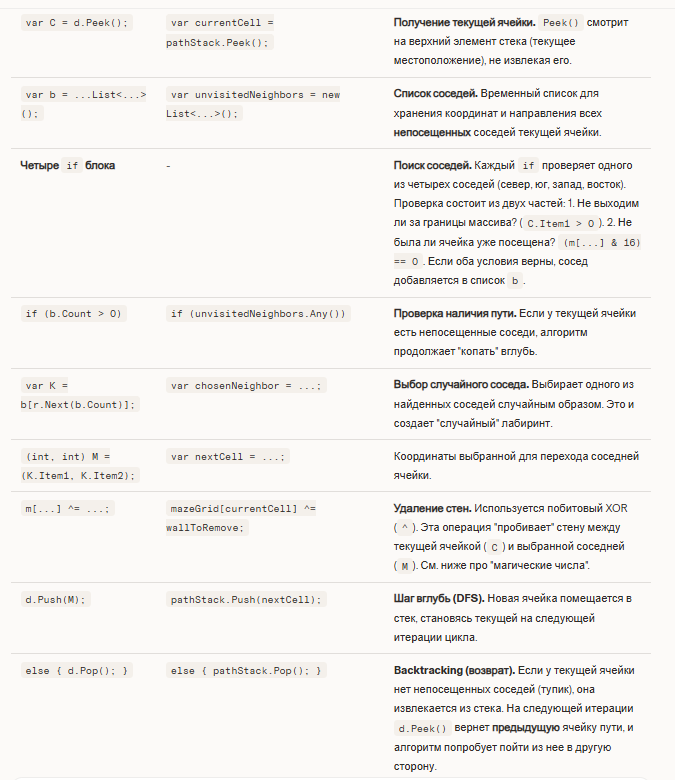 var C = d.Peek();
var currentCell =
pathStack.Peek();
Получение текущей ячейки. Peek() смотрит
на верхний элемент стека (текущее
местоположение), не извлекая его.
var b = ...List<...>
();
var unvisitedNeighbors = new
List<...>();
Список соседей. Временный список для
хранения координат и направления всех
непосещенных соседей текущей ячейки.
Четыре if блока
-
Поиск соседей. Каждый if проверяет одного
из четырех соседей (север, юг, запад, восток).
Проверка состоит из двух частей: 1. Не выходим
ли за границы массива? ( C.Item1 > 0 ). 2. Не
была ли ячейка уже посещена? (m[...] & 16)
== 0 . Если оба условия верны, сосед
добавляется в список b .
if (b.Count > 0)
if (unvisitedNeighbors.Any())
Проверка наличия пути. Если у текущей ячейки
есть непосещенные соседи, алгоритм
продолжает "копать" вглубь.
var K =
b[r.Next(b.Count)];
var chosenNeighbor = ...;
Выбор случайного соседа. Выбирает одного из
найденных соседей случайным образом. Это и
создает "случайный" лабиринт.
(int, int) M =
(K.Item1, K.Item2);
var nextCell = ...;
Координаты выбранной для перехода соседней
ячейки.
m[...] ^= ...;
mazeGrid[currentCell] ^=
wallToRemove;
Удаление стен. Используется побитовый XOR
( ^ ). Эта операция "пробивает" стену между
текущей ячейкой ( C ) и выбранной соседней
( M ). См. ниже про "магические числа".
d.Push(M);
pathStack.Push(nextCell);
Шаг вглубь (DFS). Новая ячейка помещается в
стек, становясь текущей на следующей
итерации цикла.
else { d.Pop(); }
else { pathStack.Pop(); }
Backtracking (возврат). Если у текущей ячейки
нет непосещенных соседей (тупик), она
извлекается из стека. На следующей итерации
d.Peek() вернет предыдущую ячейку пути, и
алгоритм попробует пойти из нее в другую
сторону.